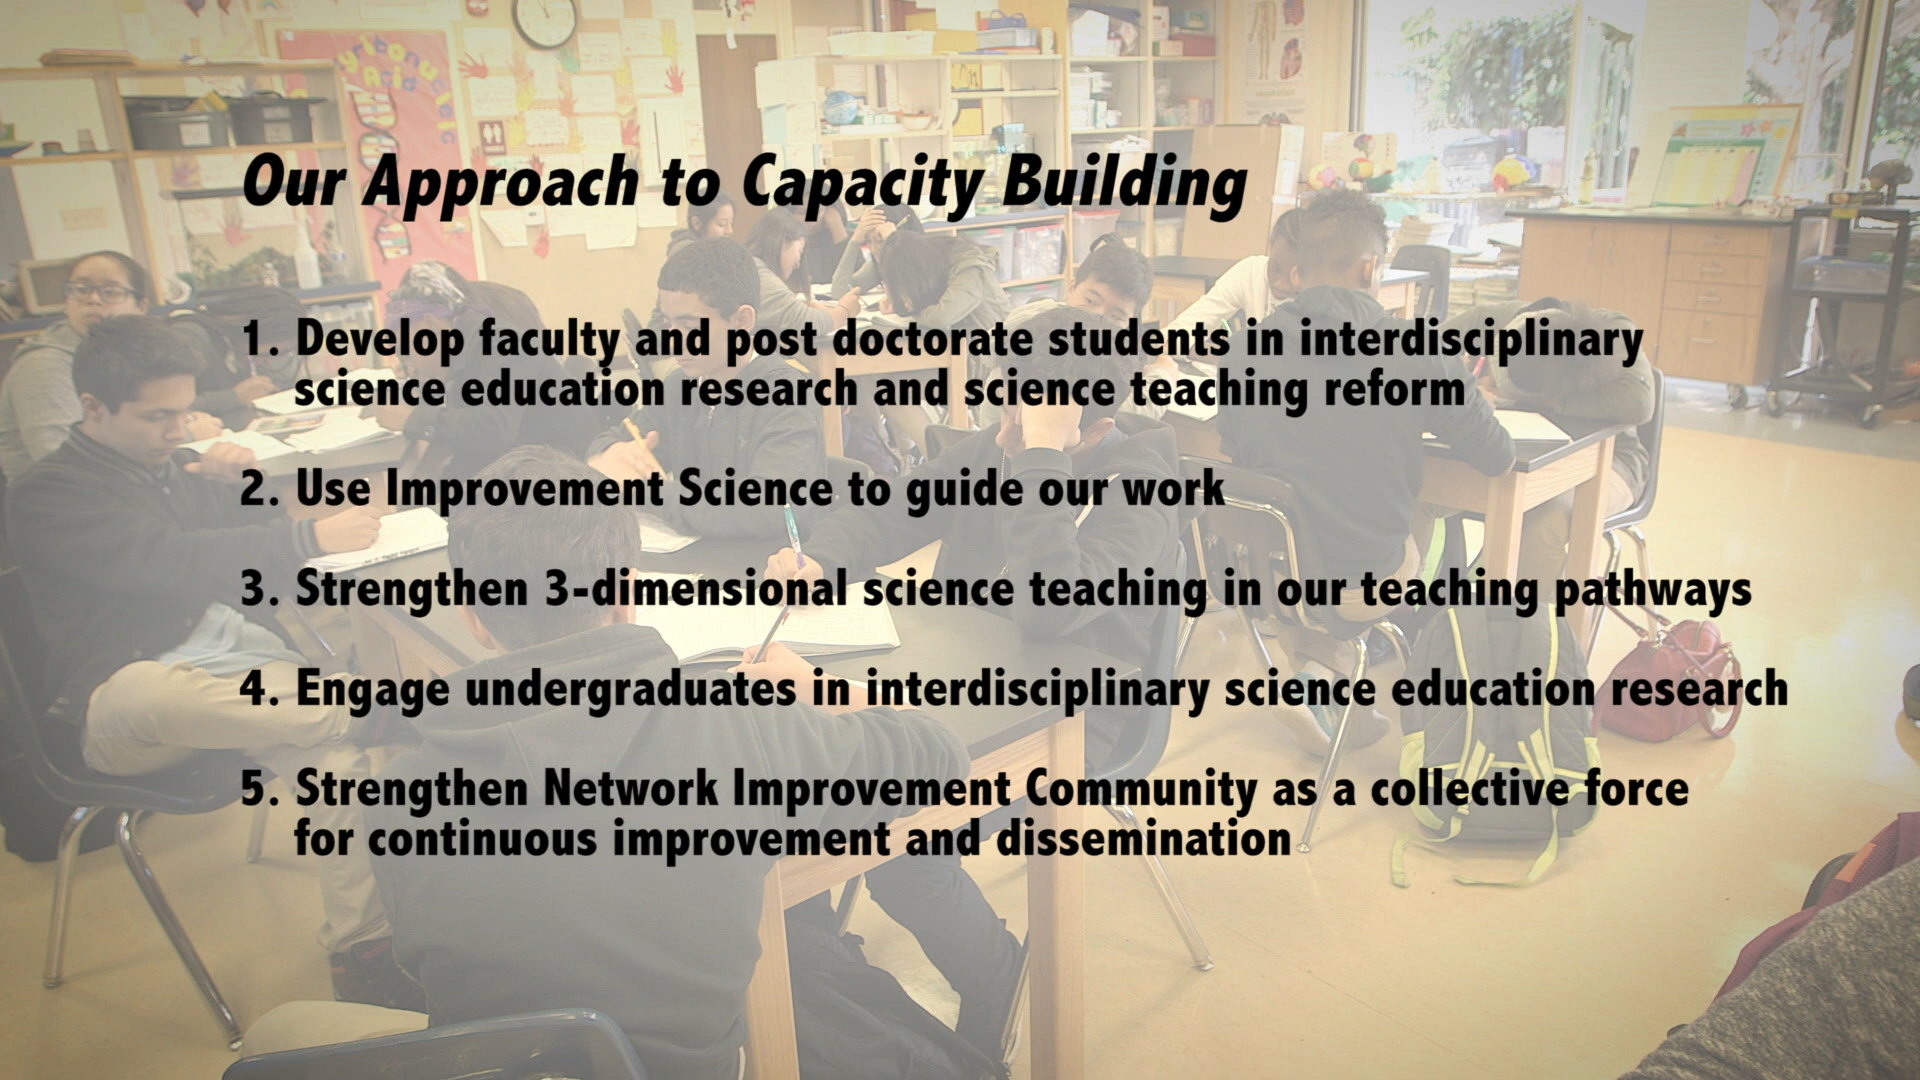 Our Approach to Capacity Building
1. Develop faculty and post doctorate students in interdisciplinary
science education research and science teaching reform
2. Use Improvement Science to guide our work
3. Strengthen 3-dimensional science teaching in our teaching pathways
4. Engage undergraduates in interdisciplinary science education research
5. Strengthen Network Improvement Community as a collective force
for continuous improvement and dissemination